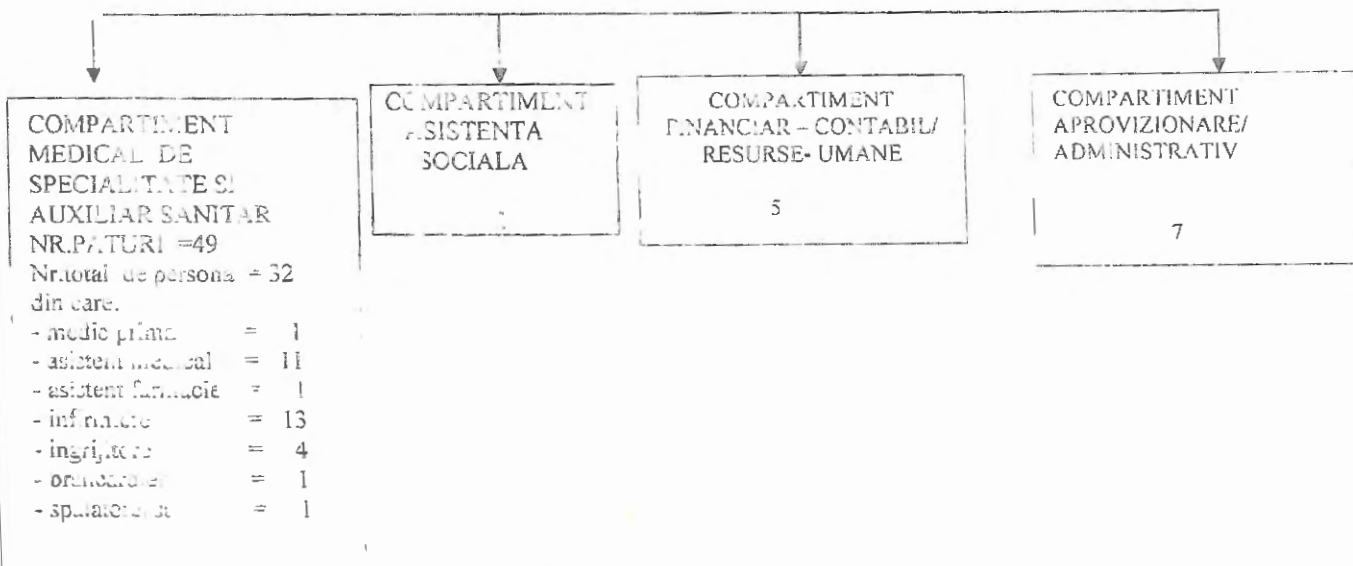 COMPARTIMENT
MEDICAL DE
SPECIALITATE SI
AUXILIAR SANITAR
NR.PATURI =49
Nr.total de persona = 32
din care.
- medic primar = 1
- asistent medical = 11
- asistent farmacie = 1
- infirmiere = 13
- ingrijitoare = 4
- brancardier = 1
- spalatoreasa = 1
COMPARTIMENT
ASISTENTA
SOCIALA
COMPARTIMENT
FINANCIAR – CONTABIL/
RESURSE- UMANE
5
COMPARTIMENT
APROVIZIONARE/
ADMINISTRATIV
7